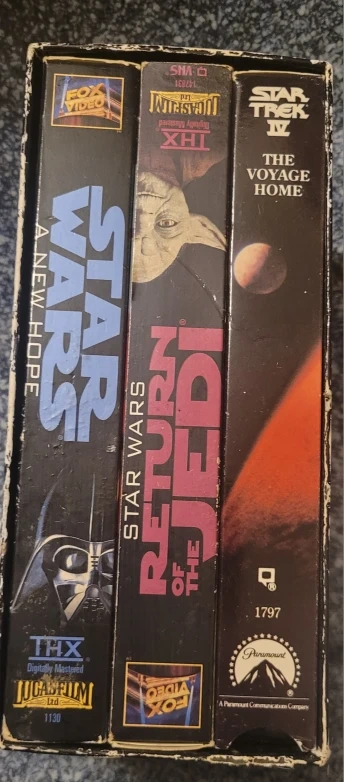 FOX
VIDEO
STAR
WARS
A NEW HOPE
THX
Digitally Mastered
LUCASFILM
Ltd
1130
VHS
LUCASFILM
Ltd
Digitally Mastered
THX
STAR WARS
RETURN
OF THE
JEDI
FOX
VIDEO
STAR
TREK
IV
THE
VOYAGE
HOME
®
1797
Paramount
®
A Paramount Communications Company